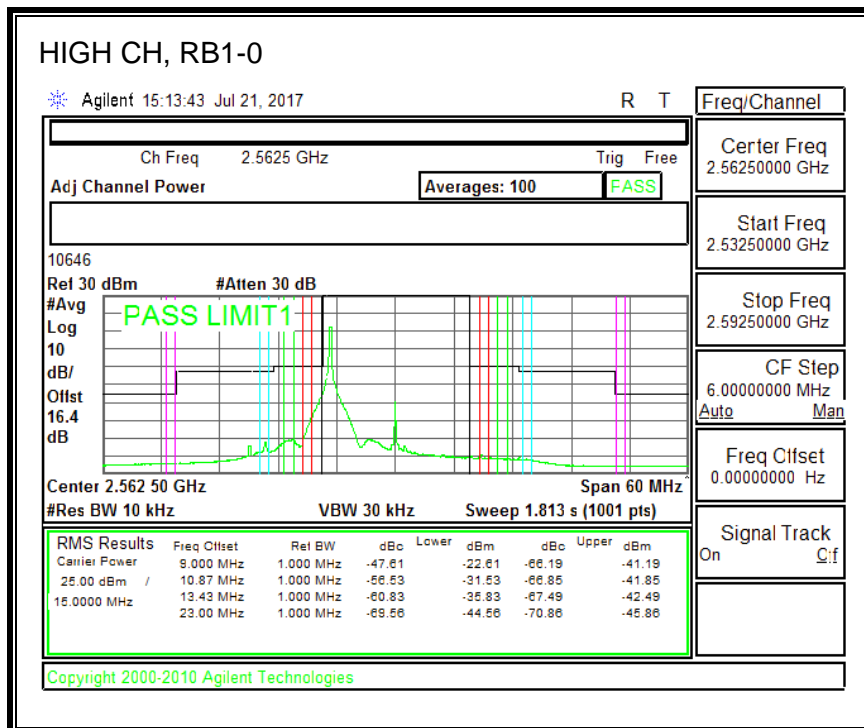 HIGH CH, RB1-0
Agilent 15:13:43 Jul 21, 2017 R T
Freq/Channel
Ch Freq 2.5625 GHz Trig Free
Adj Channel Power Averages: 100 PASS
Center Freq
2.56250000 GHz
Start Freq
2.53250000 GHz
Stop Freq
2.59250000 GHz
CF Step
6.00000000 MHz
Auto Man
Freq Offset
0.00000000 Hz
Signal Track
On Off
10646
Ref 30 dBm #Atten 30 dB
#Avg
Log
10
dB/
Offst
16.4
dB
PASS LIMIT1
Center 2.562 50 GHz Span 60 MHz
#Res BW 10 kHz VBW 30 kHz Sweep 1.813 s (1001 pts)
RMS Results Freq Offset Ref BW dBc Lower dBm dBc Upper dBm
Carrier Power 9.000 MHz 1.000 MHz -47.61 -22.61 -66.19 -41.19
25.00 dBm / 10.87 MHz 1.000 MHz -56.53 -31.53 -66.85 -41.85
15.0000 MHz 13.43 MHz 1.000 MHz -60.83 -35.83 -67.49 -42.49
23.00 MHz 1.000 MHz -69.56 -44.56 -70.86 -45.86
Copyright 2000-2010 Agilent Technologies